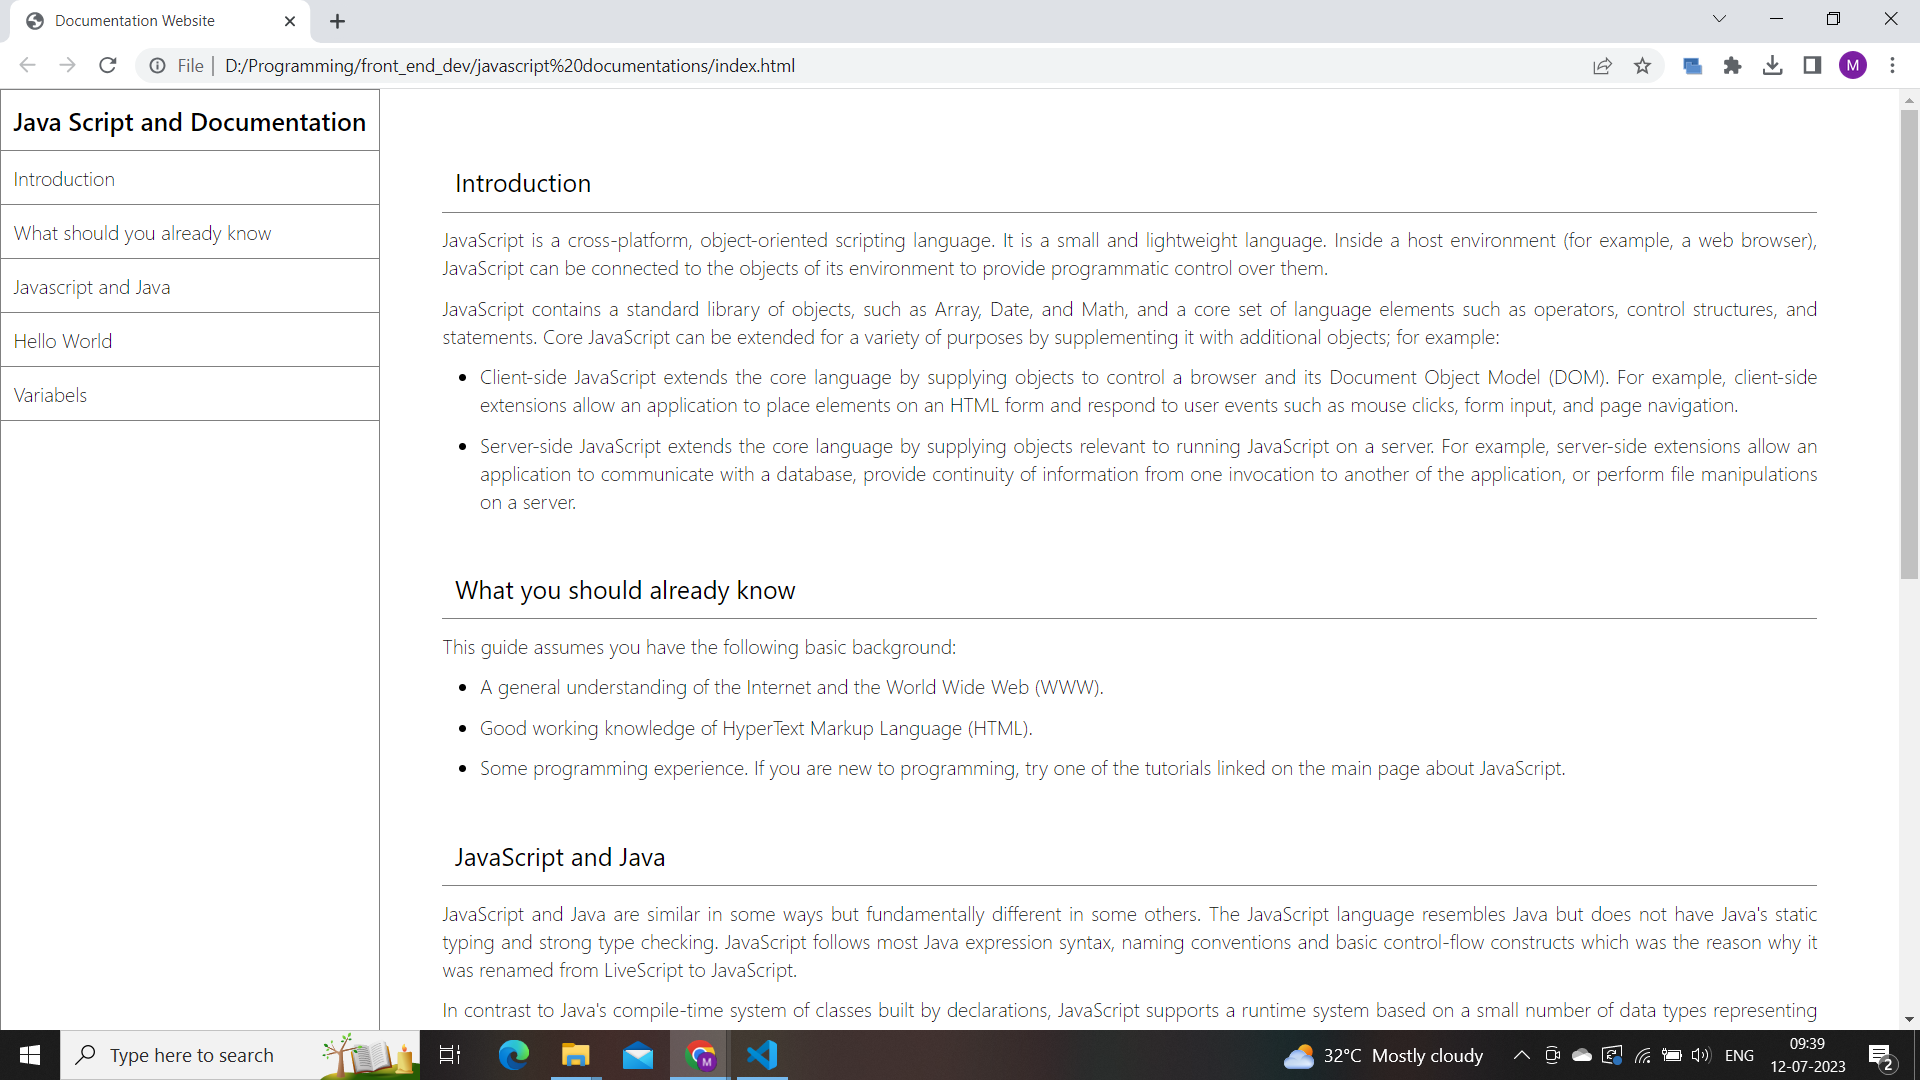 Documentation Website
File | D:/Programming/front_end_dev/javascript%20documentations/index.html
M
Java Script and Documentation
Introduction
What should you already know
Javascript and Java
Hello World
Variabels
Introduction
JavaScript is a cross-platform, object-oriented scripting language. It is a small and lightweight language. Inside a host environment (for example, a web browser),
JavaScript can be connected to the objects of its environment to provide programmatic control over them.
JavaScript contains a standard library of objects, such as Array, Date, and Math, and a core set of language elements such as operators, control structures, and
statements. Core JavaScript can be extended for a variety of purposes by supplementing it with additional objects; for example:
• Client-side JavaScript extends the core language by supplying objects to control a browser and its Document Object Model (DOM). For example, client-side
extensions allow an application to place elements on an HTML form and respond to user events such as mouse clicks, form input, and page navigation.
• Server-side JavaScript extends the core language by supplying objects relevant to running JavaScript on a server. For example, server-side extensions allow an
application to communicate with a database, provide continuity of information from one invocation to another of the application, or perform file manipulations
on a server.
What you should already know
This guide assumes you have the following basic background:
• A general understanding of the Internet and the World Wide Web (WWW).
• Good working knowledge of HyperText Markup Language (HTML).
• Some programming experience. If you are new to programming, try one of the tutorials linked on the main page about JavaScript.
JavaScript and Java
JavaScript and Java are similar in some ways but fundamentally different in some others. The JavaScript language resembles Java but does not have Java's static
typing and strong type checking. JavaScript follows most Java expression syntax, naming conventions and basic control-flow constructs which was the reason why it
was renamed from LiveScript to JavaScript.
In contrast to Java's compile-time system of classes built by declarations, JavaScript supports a runtime system based on a small number of data types representing
Type here to search
M
32°C Mostly cloudy
ENG
09:39
12-07-2023
2